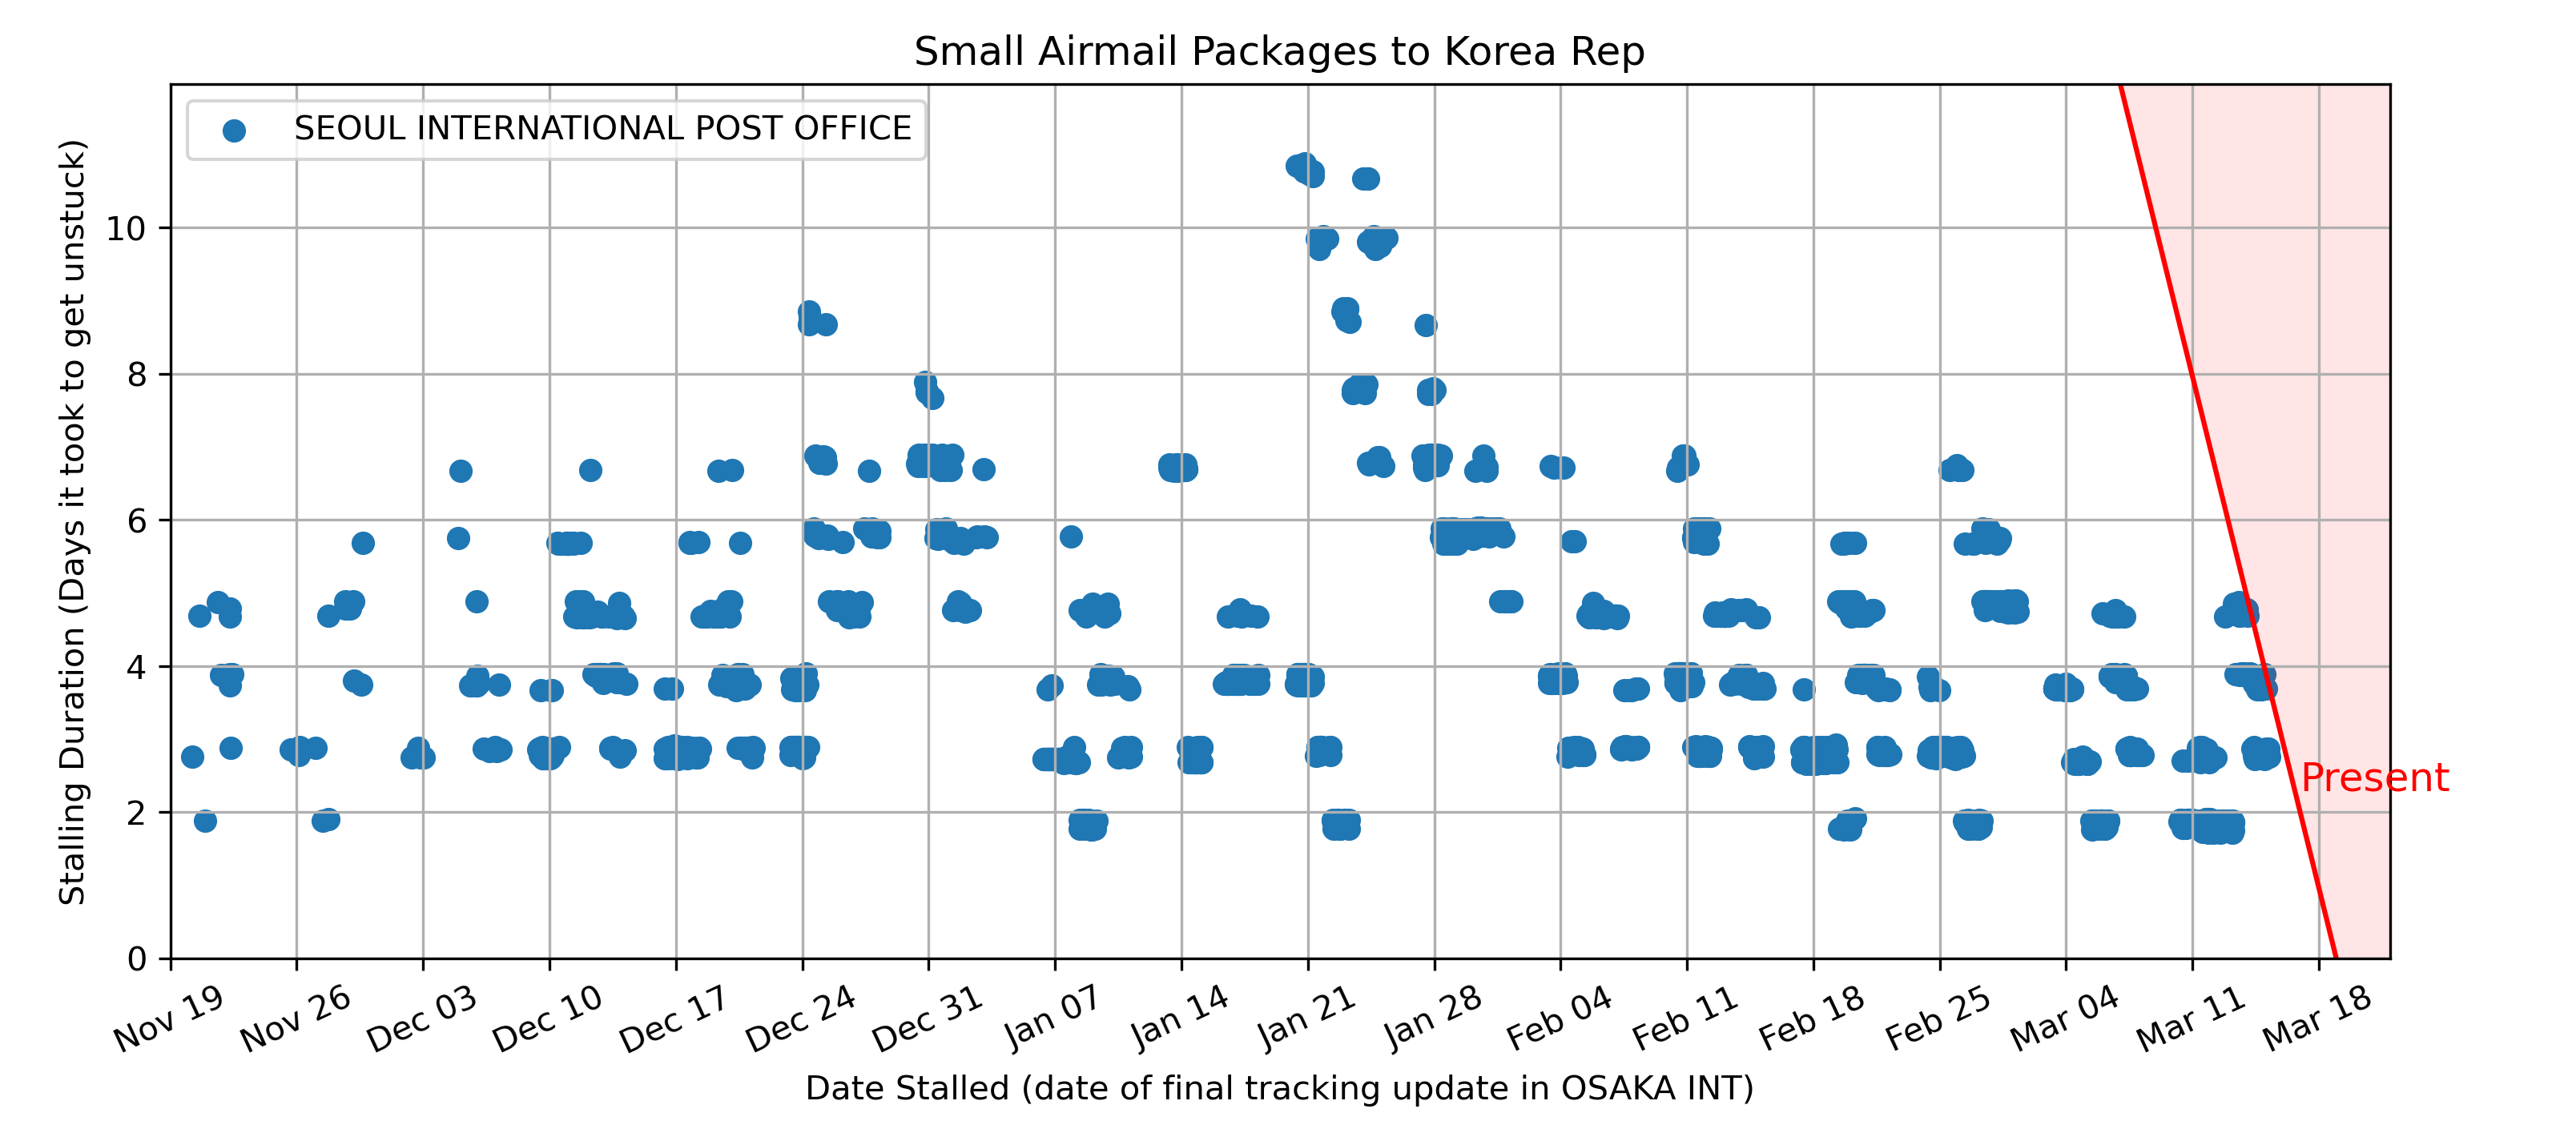 Small Airmail Packages to Korea Rep
SEOUL INTERNATIONAL POST OFFICE
Stalling Duration (Days it took to get unstuck)
10
8
6
4
2
0
Present
Nov 19
Nov 26
Dec 03
Dec 10
Dec 17
Dec 24
Dec 31
Jan 07
Jan 14
Jan 21
Jan 28
Feb 04
Feb 11
Feb 18
Feb 25
Mar 04
Mar 11
Mar 18
Date Stalled (date of final tracking update in OSAKA INT)